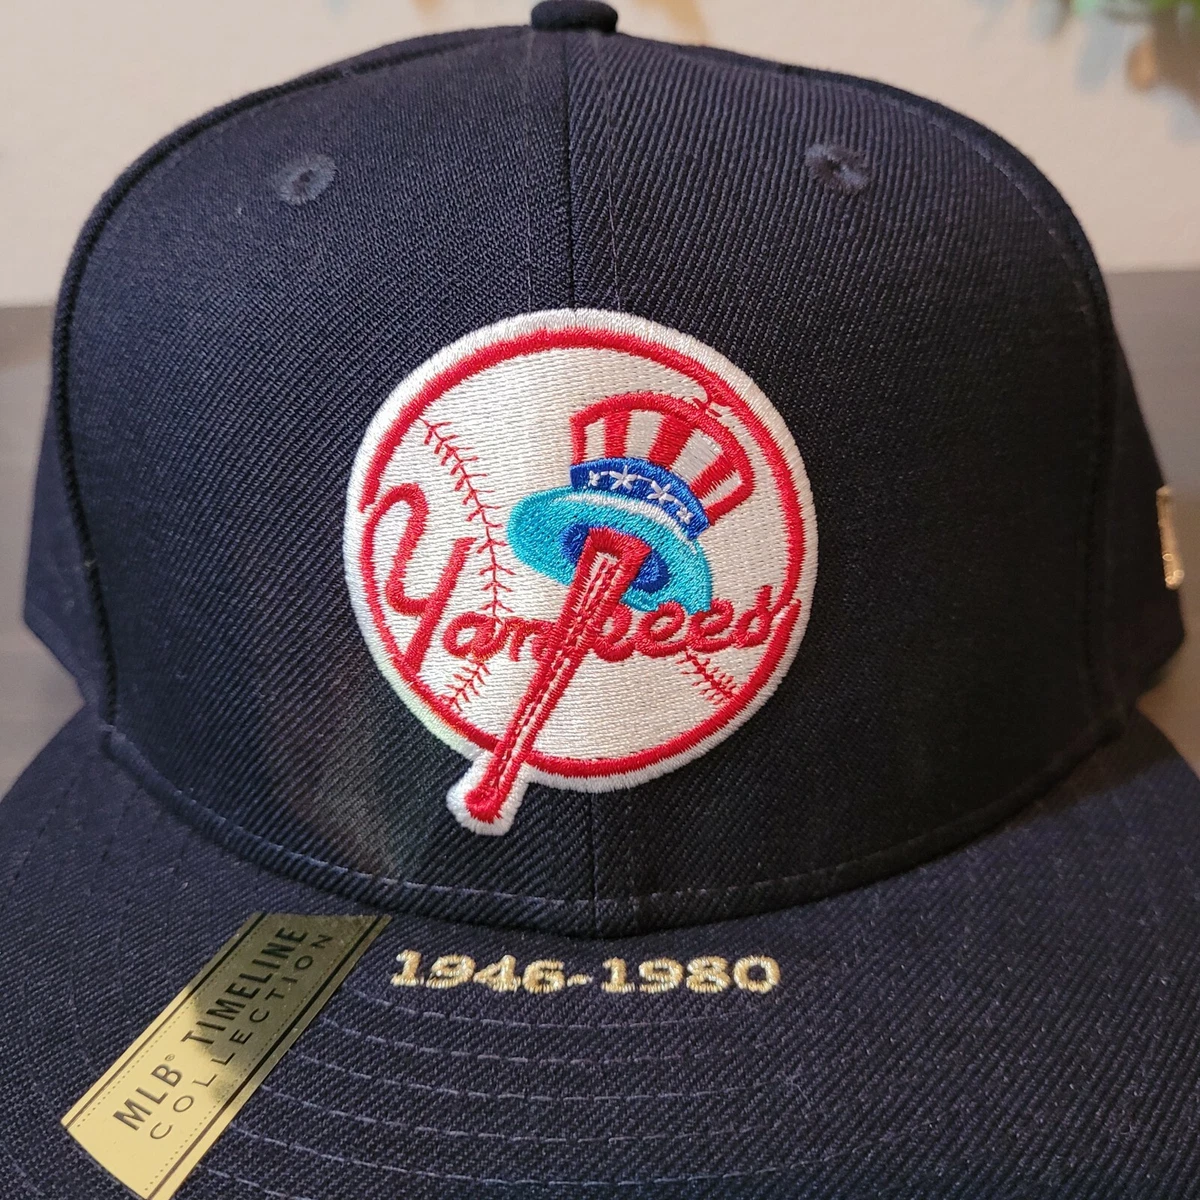 Yankees
1946-1980
MLB® TIMELINE
COLLECTION